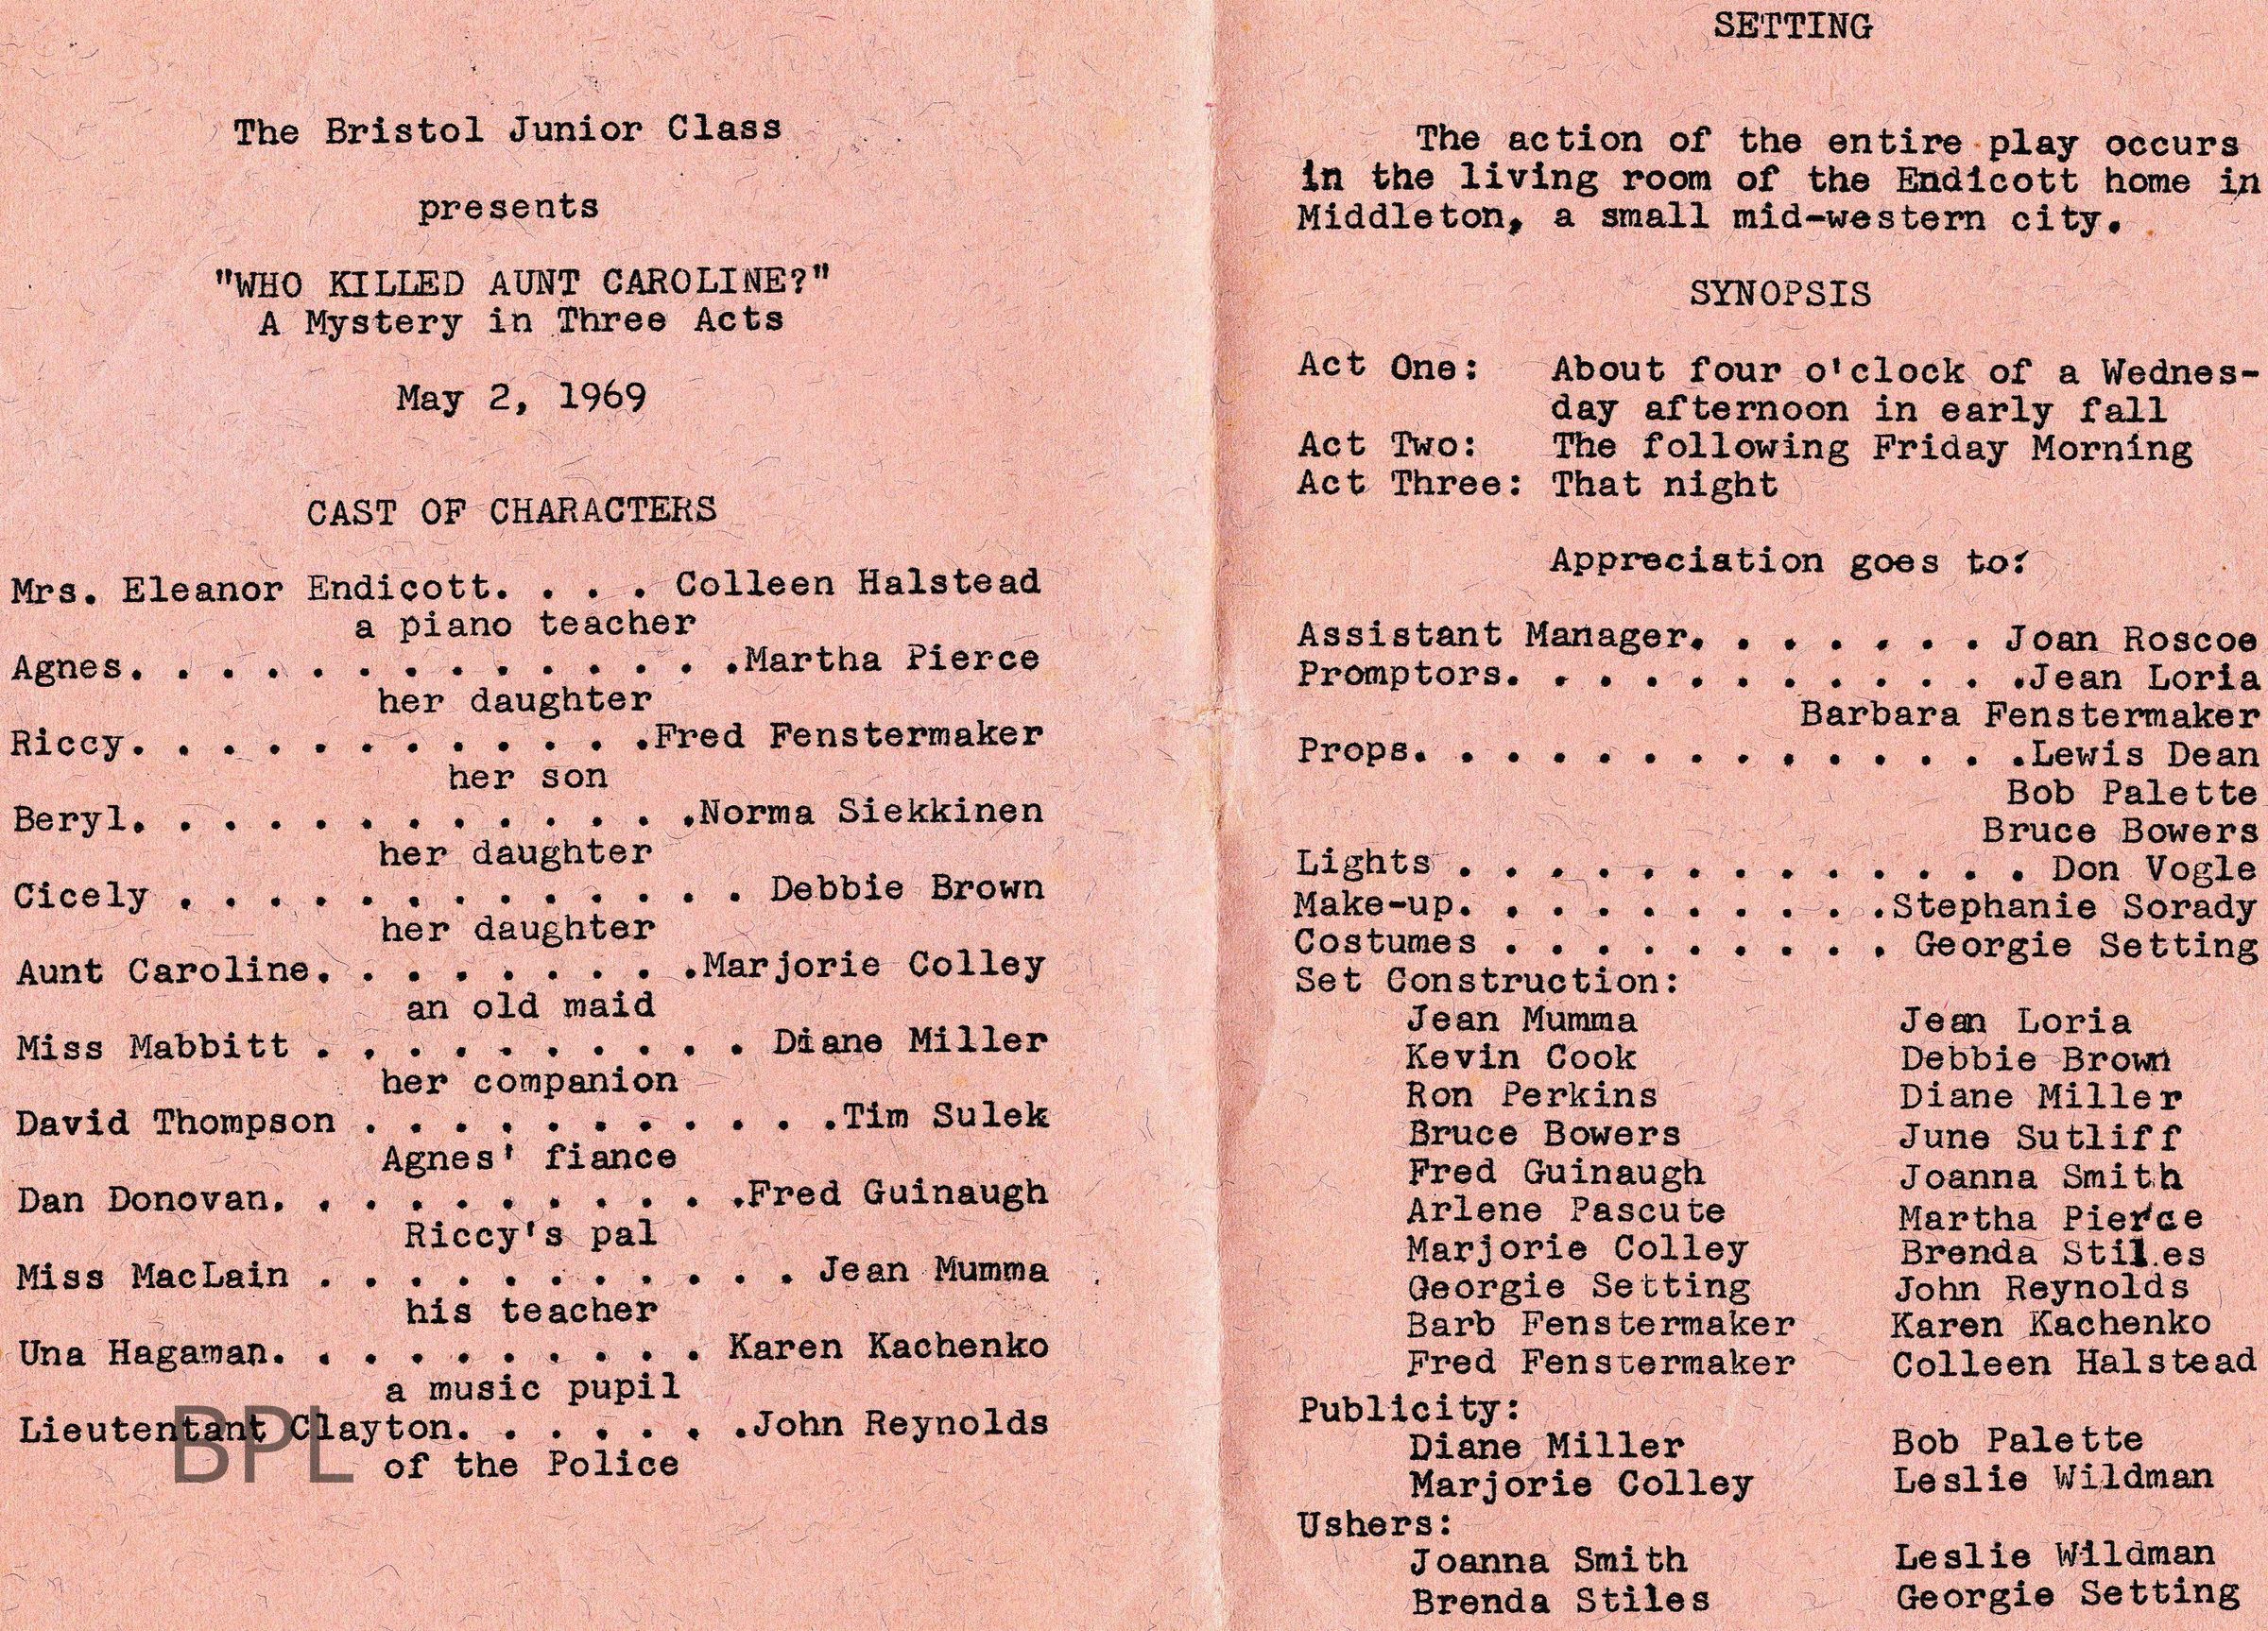 The Bristol Junior Class
presents
"WHO KILLED AUNT CAROLINE?"
A Mystery in Three Acts
May 2, 1969
CAST OF CHARACTERS
Mrs. Eleanor Endicott. . . . Colleen Halstead
a piano teacher
Agnes. . . . . . . . . . . . . .Martha Pierce
her daughter
Riccy. . . . . . . . . . . .Fred Fenstermaker
her son
Beryl. . . . . . . . . . . . .Norma Siekkinen
her daughter
Cicely . . . . . . . . . . . . . Debbie Brown
her daughter
Aunt Caroline. . . . . . . . .Marjorie Colley
an old maid
Miss Mabbitt . . . . . . . . . . Diane Miller
her companion
David Thompson . . . . . . . . . . .Tim Sulek
Agnes' fiance
Dan Donovan. . . . . . . . . . .Fred Guinaugh
Riccy's pal
Miss MacLain . . . . . . . . . . . Jean Mumma
his teacher
Una Hagaman. . . . . . . . . . Karen Kachenko
a music pupil
Lieutentant Clayton. . . . . . .John Reynolds
of the Police
BPL
SETTING
The action of the entire play occurs
in the living room of the Endicott home in
Middleton, a small mid-western city.
SYNOPSIS
Act One: About four o'clock of a Wednes-
day afternoon in early fall
Act Two: The following Friday Morning
Act Three: That night
Appreciation goes to:
Assistant Manager. . . . . . . Joan Roscoe
Promptors. . . . . . . . . . . .Jean Loria
Barbara Fenstermaker
Props. . . . . . . . . . . . . .Lewis Dean
Bob Palette
Bruce Bowers
Lights . . . . . . . . . . . . . Don Vogle
Make-up. . . . . . . . . .Stephanie Sorady
Costumes . . . . . . . . . Georgie Setting
Set Construction:
Jean Mumma Jean Loria
Kevin Cook Debbie Brown
Ron Perkins Diane Miller
Bruce Bowers June Sutliff
Fred Guinaugh Joanna Smith
Arlene Pascute Martha Pierce
Marjorie Colley Brenda Stiles
Georgie Setting John Reynolds
Barb Fenstermaker Karen Kachenko
Fred Fenstermaker Colleen Halstead
Publicity:
Diane Miller Bob Palette
Marjorie Colley Leslie Wildman
Ushers:
Joanna Smith Leslie Wildman
Brenda Stiles Georgie Setting